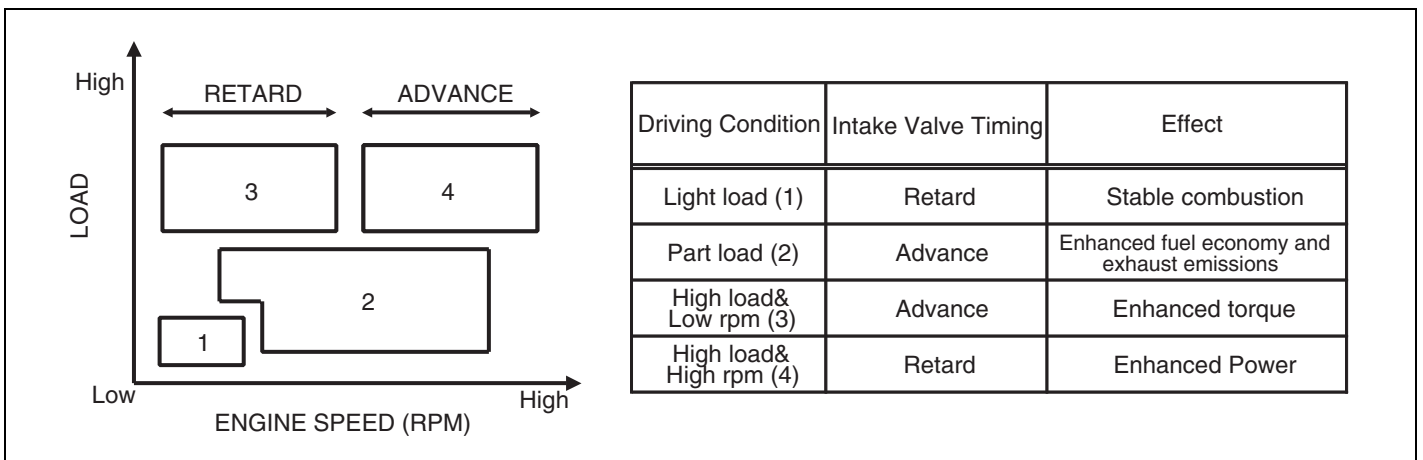 High
RETARD
ADVANCE
LOAD
3
4
2
1
Low
High
ENGINE SPEED (RPM)
Driving Condition Intake Valve Timing Effect
Light load (1) Retard Stable combustion
Part load (2) Advance Enhanced fuel economy and
exhaust emissions
High load&
Low rpm (3) Advance Enhanced torque
High load&
High rpm (4) Retard Enhanced Power